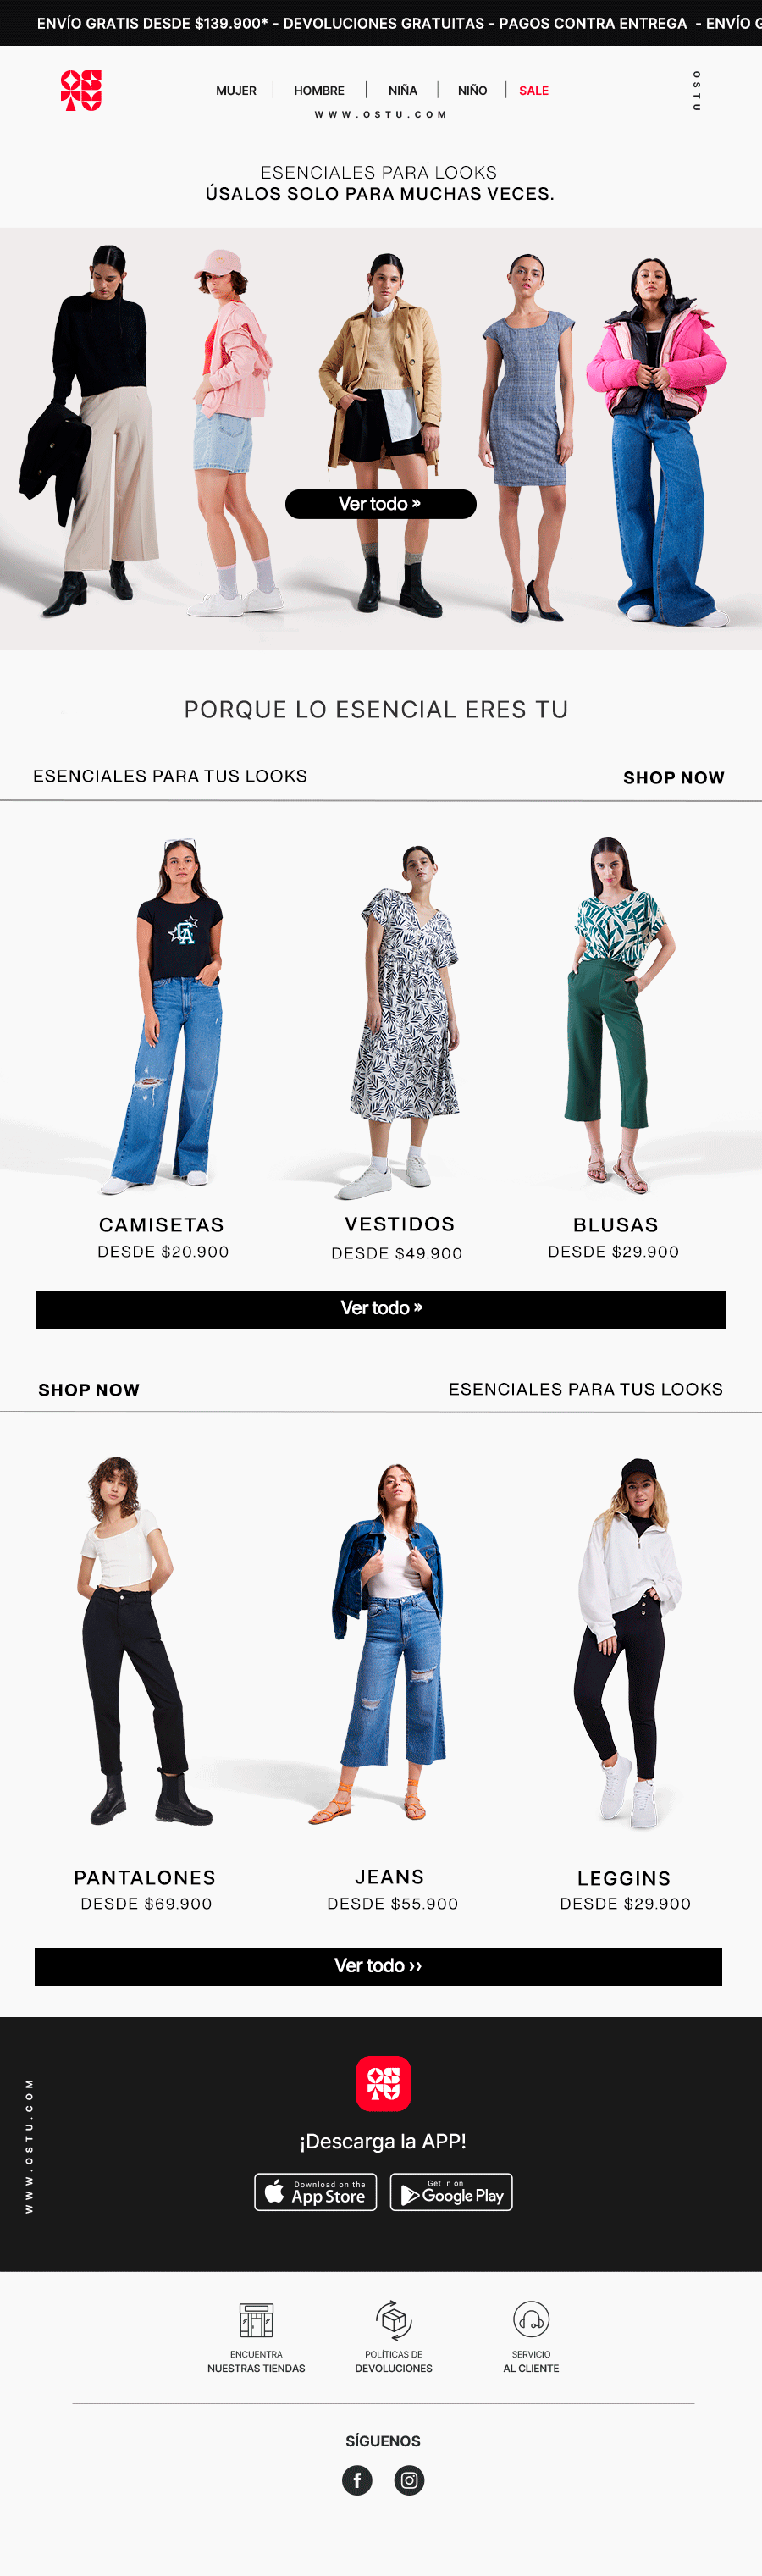 ENVÍO GRATIS DESDE $139.900* - DEVOLUCIONES GRATUITAS - PAGOS CONTRA ENTREGA - ENVÍO G
OSTU
MUJER | HOMBRE | NIÑA | NIÑO | SALE
OSTU
WWW.OSTU.COM
ESENCIALES PARA LOOKS
ÚSALOS SOLO PARA MUCHAS VECES.
Ver todo »
PORQUE LO ESENCIAL ERES TU
ESENCIALES PARA TUS LOOKS
SHOP NOW
CA
CAMISETAS
DESDE $20.900
VESTIDOS
DESDE $49.900
BLUSAS
DESDE $29.900
Ver todo »
SHOP NOW
ESENCIALES PARA TUS LOOKS
PANTALONES
DESDE $69.900
JEANS
DESDE $55.900
LEGGINS
DESDE $29.900
Ver todo ››
WWW.OSTU.COM
OSTU
¡Descarga la APP!
Download on the
App Store
Get in on
Google Play
ENCUENTRA
NUESTRAS TIENDAS
POLÍTICAS DE
DEVOLUCIONES
SERVICIO
AL CLIENTE
SÍGUENOS